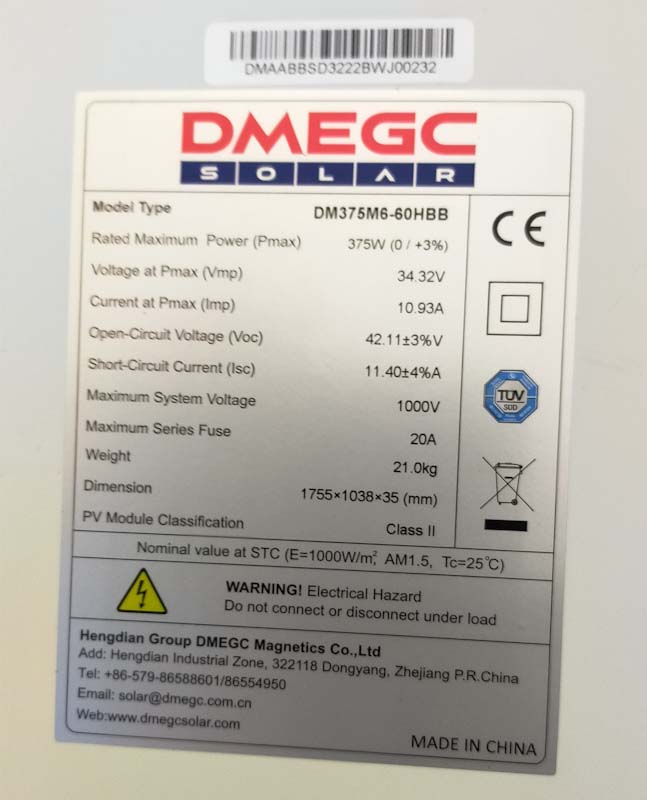 DMAABBSD3222BWJ00232
DMEGC
SOLAR
Model Type DM375M6-60HBB
Rated Maximum Power (Pmax) 375W (0 / +3%)
Voltage at Pmax (Vmp) 34.32V
Current at Pmax (Imp) 10.93A
Open-Circuit Voltage (Voc) 42.11±3%V
Short-Circuit Current (Isc) 11.40±4%A
Maximum System Voltage 1000V
Maximum Series Fuse 20A
Weight 21.0kg
Dimension 1755×1038×35 (mm)
PV Module Classification Class II
CE
TÜV
SÜD
Nominal value at STC (E=1000W/m², AM1.5, Tc=25℃)
WARNING! Electrical Hazard
Do not connect or disconnect under load
Hengdian Group DMEGC Magnetics Co.,Ltd
Add: Hengdian Industrial Zone, 322118 Dongyang, Zhejiang P.R.China
Tel: +86-579-86588601/86554950
Email: solar@dmegc.com.cn
Web:www.dmegcsolar.com
MADE IN CHINA